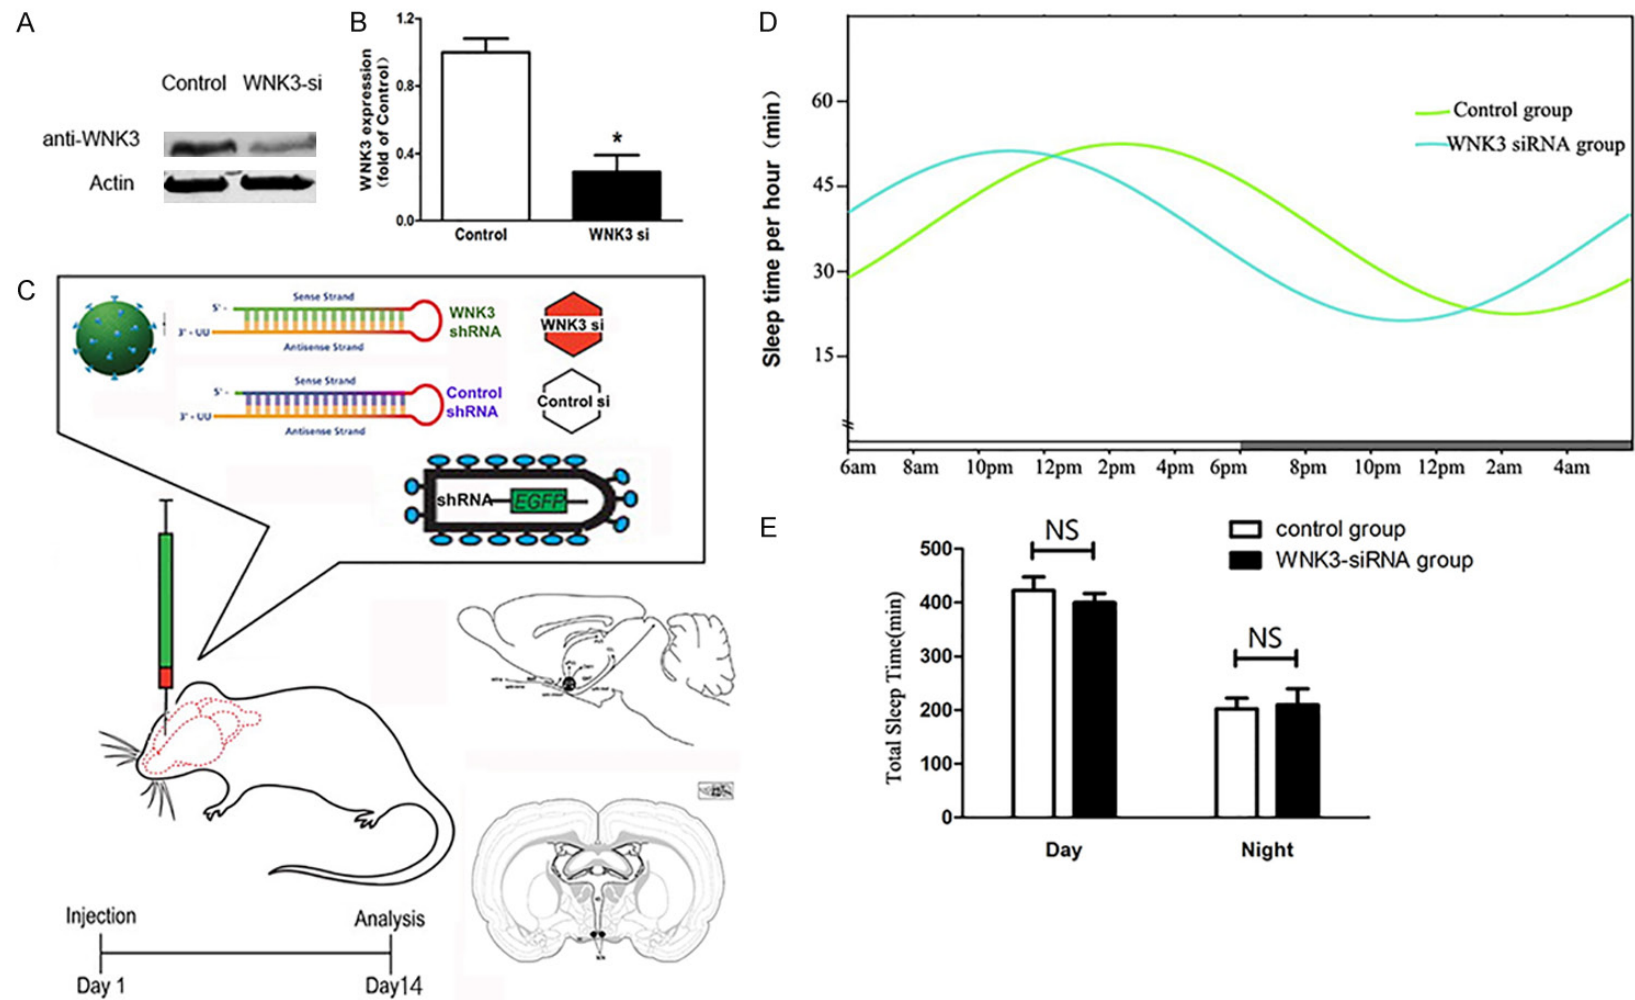 A
Control WNK3-si
anti-WNK3
Actin
B
WNK3 expression
(fold of Control)
1.2
0.8
0.4
0.0
*
Control WNK3 si
C
Sense Strand
5' -
3' - UU
Antisense Strand
WNK3
shRNA
WNK3 si
Sense Strand
5' -
3' - UU
Antisense Strand
Control
shRNA
Control si
shRNA EGFP
Injection Analysis
Day 1 Day14
D
Sleep time per hour (min)
60
45
30
15
Control group
WNK3 siRNA group
6am 8am 10pm 12pm 2pm 4pm 6pm 8pm 10pm 12pm 2am 4am
E
control group
WNK3-siRNA group
Total Sleep Time(min)
500
400
300
200
100
0
NS
NS
Day Night